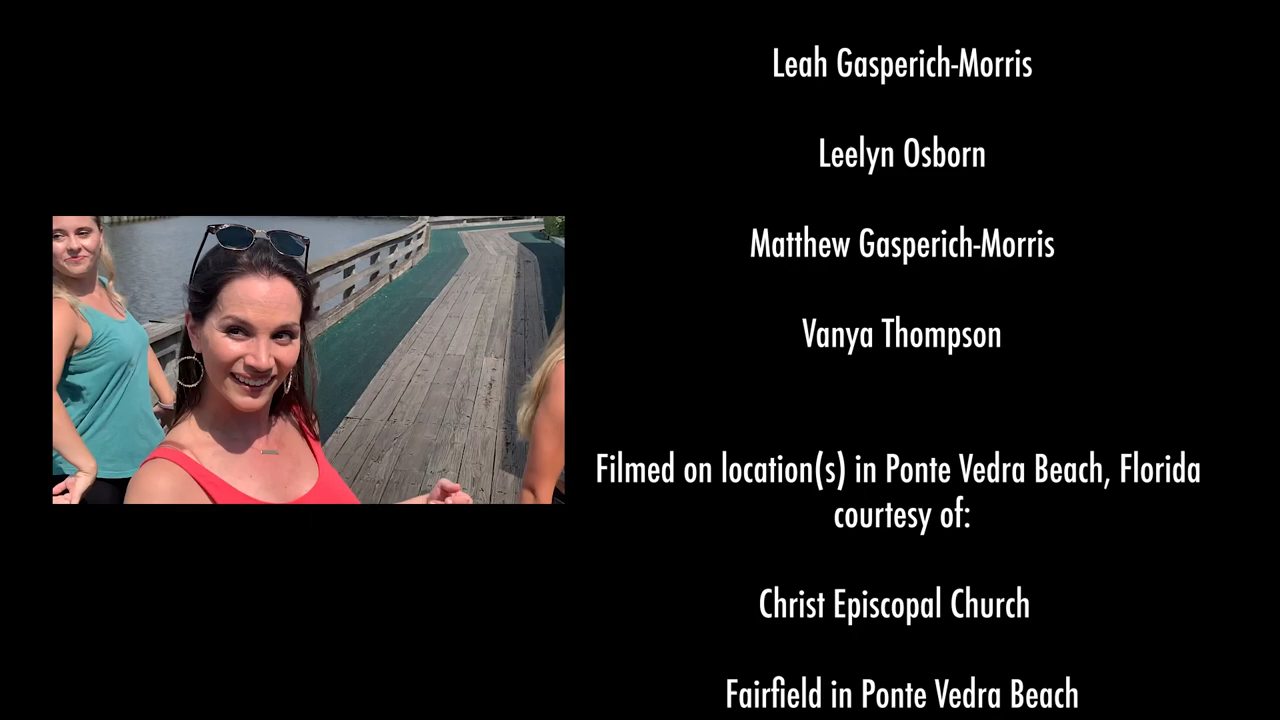 Leah Gasperich-Morris
Leelyn Osborn
Matthew Gasperich-Morris
Vanya Thompson
Filmed on location(s) in Ponte Vedra Beach, Florida
courtesy of:
Christ Episcopal Church
Fairfield in Ponte Vedra Beach